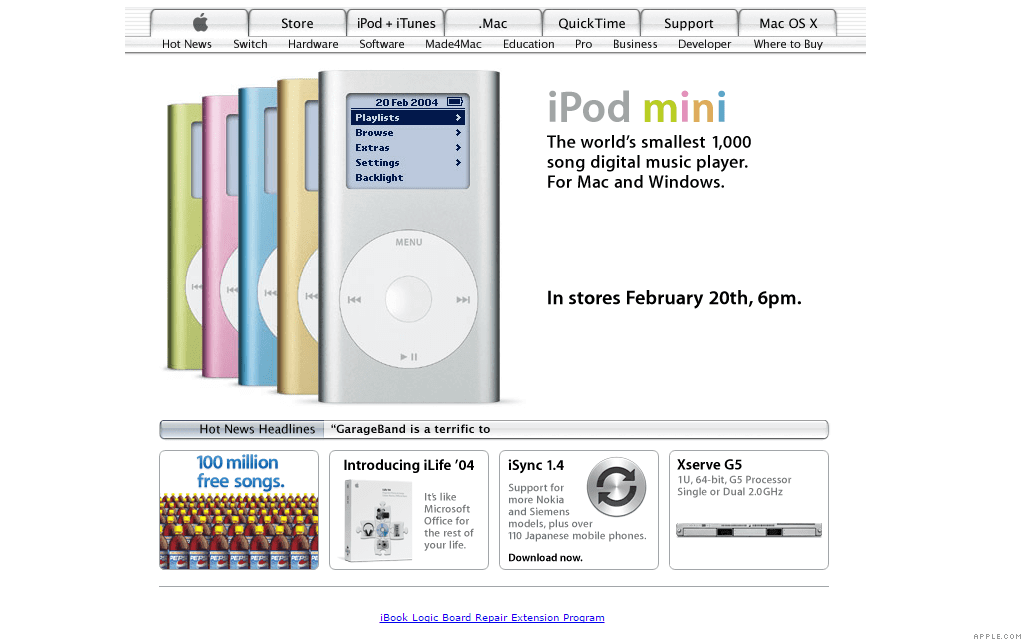 Store iPod + iTunes .Mac QuickTime Support Mac OS X
Hot News Switch Hardware Software Made4Mac Education Pro Business Developer Where to Buy
20 Feb 2004
Playlists
Browse
Extras
Settings
Backlight
MENU
iPod mini
The world's smallest 1,000
song digital music player.
For Mac and Windows.
In stores February 20th, 6pm.
Hot News Headlines "GarageBand is a terrific to
100 million
free songs.
PEPSI PEPSI PEPSI PEPSI
Introducing iLife '04
It's like
Microsoft
Office for
the rest of
your life.
iSync 1.4
Support for
more Nokia
and Siemens
models, plus over
110 Japanese mobile phones.
Download now.
Xserve G5
1U, 64-bit, G5 Processor
Single or Dual 2.0GHz
iBook Logic Board Repair Extension Program
APPLE.COM